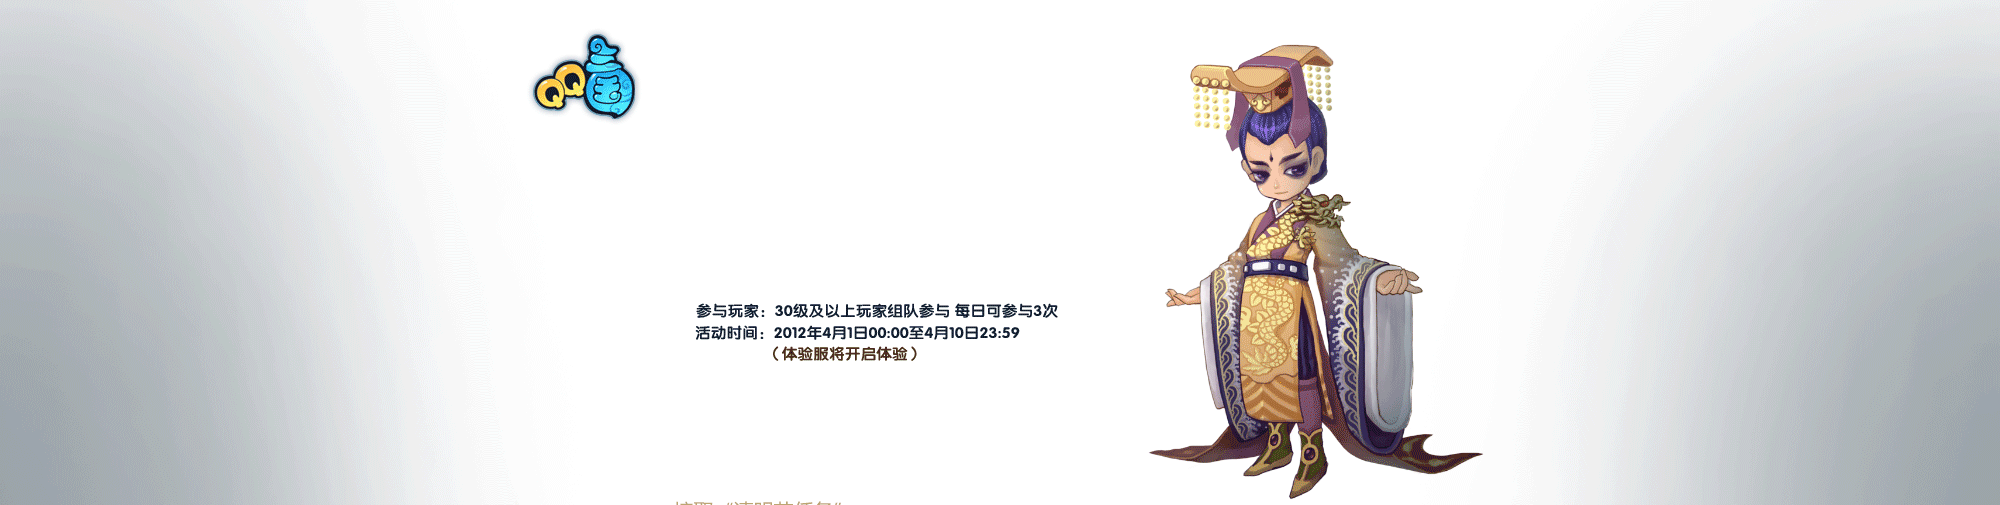 QQ三国
参与玩家：30级及以上玩家组队参与 每日可参与3次
活动时间：2012年4月1日00:00至4月10日23:59
（体验服将开启体验）